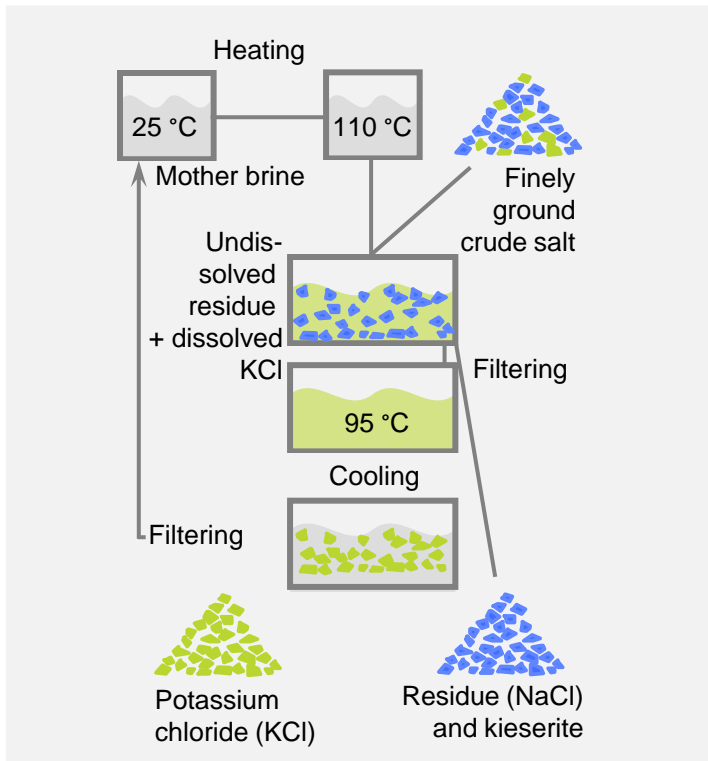 Heating
25 °C
110 °C
Mother brine
Finely
ground
crude salt
Undis-
solved
residue
+ dissolved
KCl
Filtering
95 °C
Cooling
Filtering
Potassium
chloride (KCl)
Residue (NaCl)
and kieserite